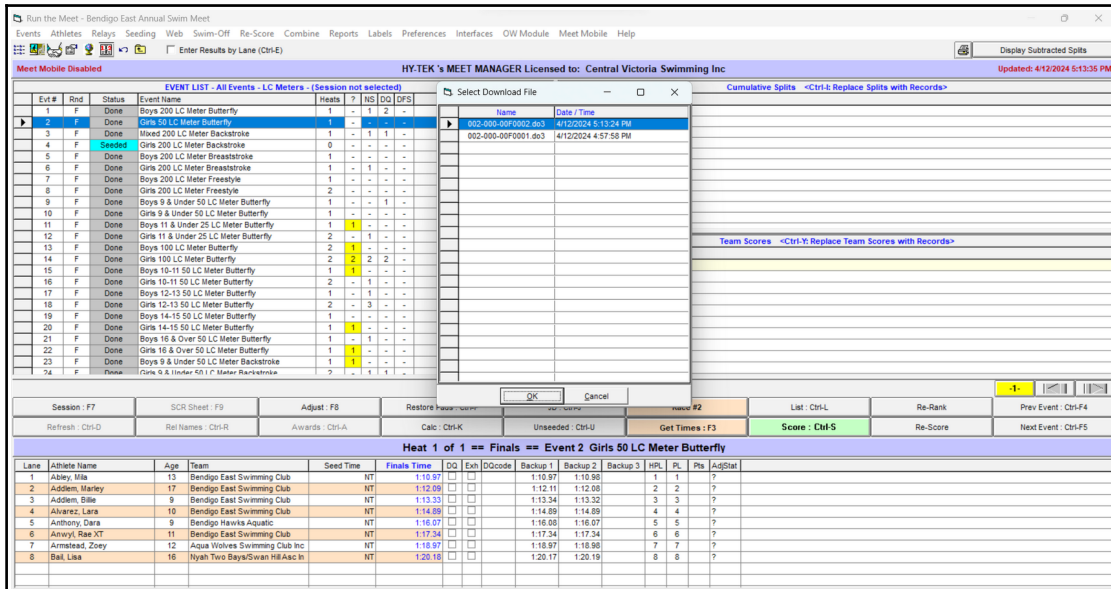 Run the Meet - Bendigo East Annual Swim Meet
Events Athletes Relays Seeding Web Swim-Off Re-Score Combine Reports Labels Preferences Interfaces OW Module Meet Mobile Help
Enter Results by Lane (Ctrl-E) Display Subtracted Splits
Meet Mobile Disabled HY-TEK 's MEET MANAGER Licensed to: Central Victoria Swimming Inc Updated: 4/12/2024 5:13:35 PM
EVENT LIST - All Events - LC Meters - (Session not selected)
Evt # Rnd Status Event Name Heats ? NS DQ DFS
1 F Done Boys 200 LC Meter Butterfly 1 - 1 2 -
2 F Done Girls 50 LC Meter Butterfly 1 - - - -
3 F Done Mixed 200 LC Meter Backstroke 1 - 1 1 -
4 F Seeded Girls 200 LC Meter Backstroke 0 - - - -
5 F Done Boys 200 LC Meter Breaststroke 1 - - - -
6 F Done Girls 200 LC Meter Breaststroke 1 - 1 - -
7 F Done Boys 200 LC Meter Freestyle 1 - - - -
8 F Done Girls 200 LC Meter Freestyle 2 - - - -
9 F Done Boys 9 & Under 50 LC Meter Butterfly 1 - - 1 -
10 F Done Girls 9 & Under 50 LC Meter Butterfly 1 - - - -
11 F Done Boys 11 & Under 25 LC Meter Butterfly 1 1 - - -
12 F Done Girls 11 & Under 25 LC Meter Butterfly 2 - 1 - -
13 F Done Boys 100 LC Meter Butterfly 2 1 - - -
14 F Done Girls 100 LC Meter Butterfly 2 2 2 2 -
15 F Done Boys 10-11 50 LC Meter Butterfly 1 1 - - -
16 F Done Girls 10-11 50 LC Meter Butterfly 2 - 1 - -
17 F Done Boys 12-13 50 LC Meter Butterfly 1 - 1 - -
18 F Done Girls 12-13 50 LC Meter Butterfly 2 - 3 - -
19 F Done Boys 14-15 50 LC Meter Butterfly 1 - - - -
20 F Done Girls 14-15 50 LC Meter Butterfly 1 1 - - -
21 F Done Boys 16 & Over 50 LC Meter Butterfly 1 - 1 - -
22 F Done Girls 16 & Over 50 LC Meter Butterfly 1 1 - - -
23 F Done Boys 9 & Under 50 LC Meter Backstroke 1 1 - - -
24 F Done Girls 9 & Under 50 LC Meter Backstroke 2 - 1 1 -
Select Download File
Name Date / Time
002-000-00F0002.do3 4/12/2024 5:13:24 PM
002-000-00F0001.do3 4/12/2024 4:57:58 PM
OK Cancel
Cumulative Splits <Ctrl-I: Replace Splits with Records>
Team Scores <Ctrl-Y: Replace Team Scores with Records>
-1-
Session : F7 SCR Sheet : F9 Adjust : F8 Restore Race #2 List : Ctrl-L Re-Rank Prev Event : Ctrl-F4
Refresh : Ctrl-D Rel Names : Ctrl-R Awards : Ctrl-A Calc : Ctrl-K Unseeded : Ctrl-U Get Times : F3 Score : Ctrl-S Re-Score Next Event : Ctrl-F5
Heat 1 of 1 == Finals == Event 2 Girls 50 LC Meter Butterfly
Lane Athlete Name Age Team Seed Time Finals Time DQ Exh DQcode Backup 1 Backup 2 Backup 3 HPL PL Pts AdjStat
1 Abley, Mila 13 Bendigo East Swimming Club NT 1:10.97 1:10.97 1:10.98 1 1 ?
2 Addlem, Marley 17 Bendigo East Swimming Club NT 1:12.09 1:12.11 1:12.08 2 2 ?
3 Addlem, Billie 9 Bendigo East Swimming Club NT 1:13.33 1:13.34 1:13.32 3 3 ?
4 Alvarez, Lara 10 Bendigo East Swimming Club NT 1:14.89 1:14.89 1:14.89 4 4 ?
5 Anthony, Dara 9 Bendigo Hawks Aquatic NT 1:16.07 1:16.08 1:16.07 5 5 ?
6 Anwyl, Rae XT 11 Bendigo East Swimming Club NT 1:17.34 1:17.34 1:17.34 6 6 ?
7 Armstead, Zoey 12 Aqua Wolves Swimming Club Inc NT 1:18.97 1:18.97 1:18.98 7 7 ?
8 Bail, Lisa 16 Nyah Two Bays/Swan Hill Asc In NT 1:20.18 1:20.17 1:20.19 8 8 ?